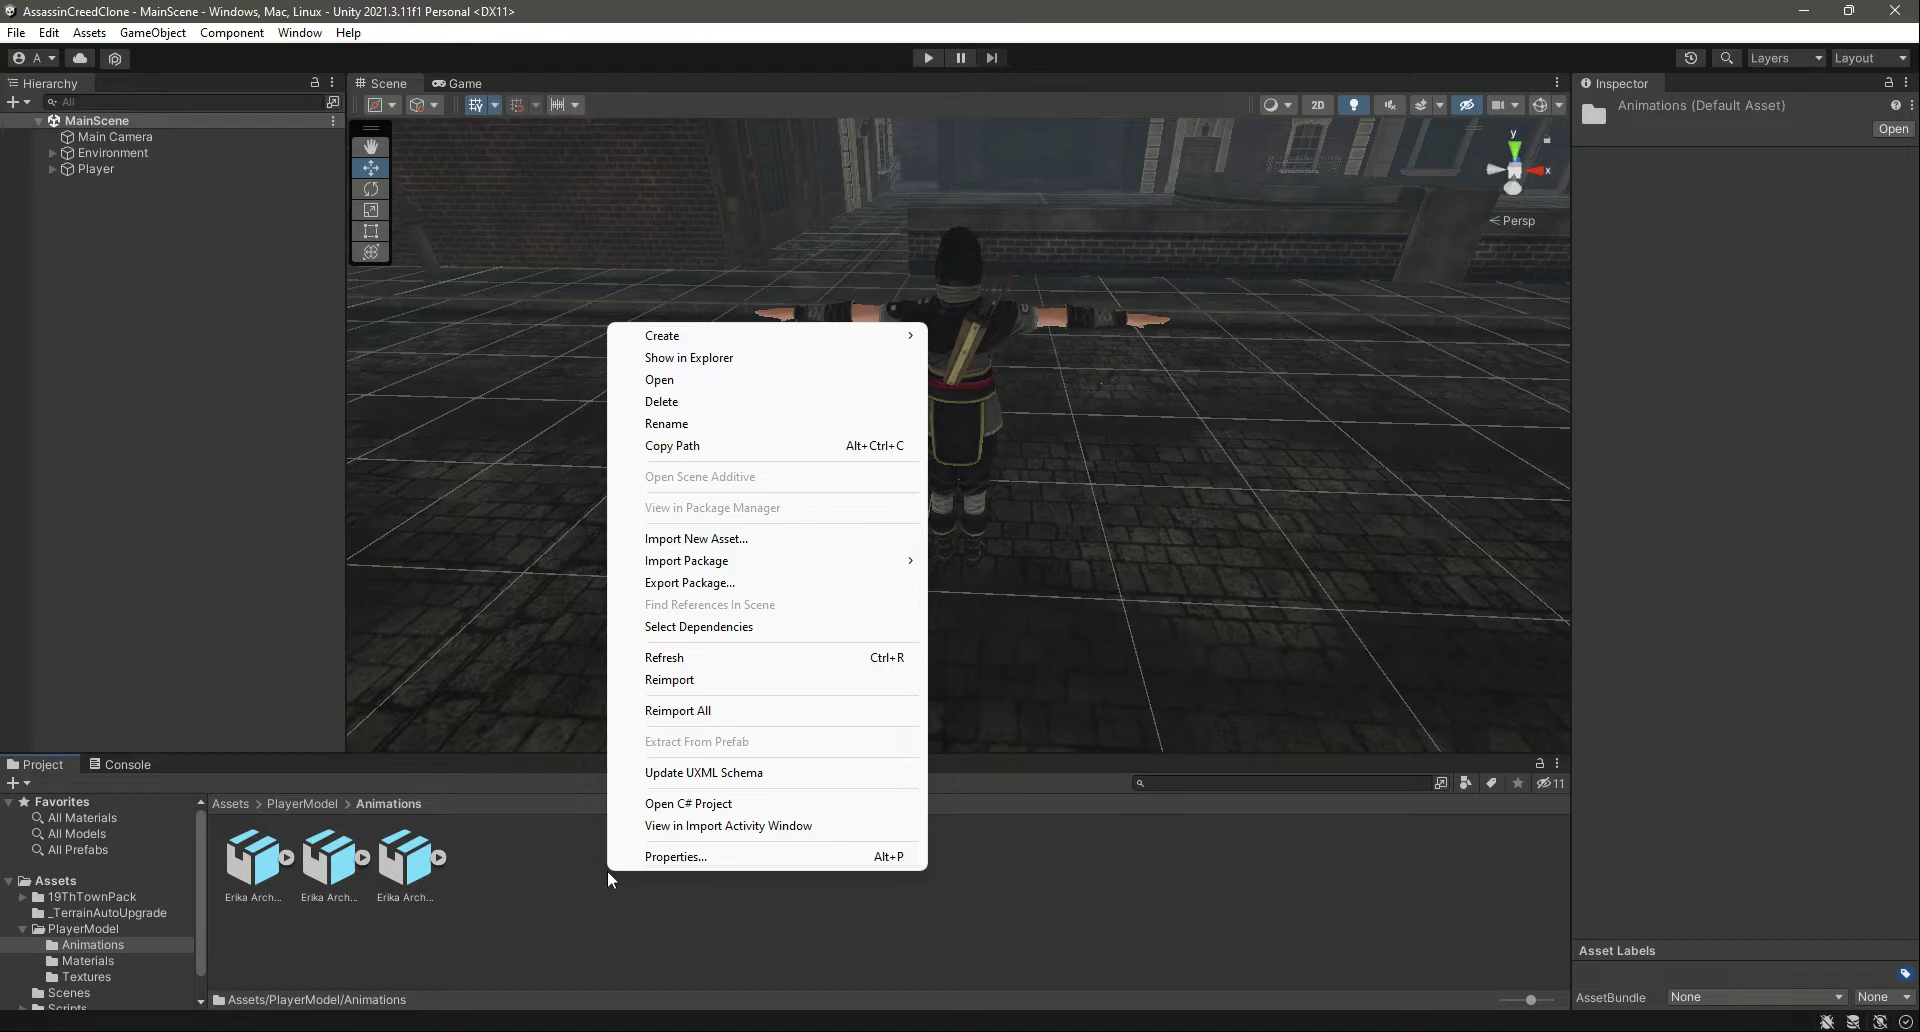 AssassinCreedClone - MainScene - Windows, Mac, Linux - Unity 2021.3.11f1 Personal <DX11>
File Edit Assets GameObject Component Window Help
A
Layers
Layout
Hierarchy
All
MainScene
Main Camera
Environment
Player
Scene
Game
2D
y
x
Persp
Inspector
Animations (Default Asset)
Open
Create
Show in Explorer
Open
Delete
Rename
Copy Path Alt+Ctrl+C
Open Scene Additive
View in Package Manager
Import New Asset...
Import Package
Export Package...
Find References In Scene
Select Dependencies
Refresh Ctrl+R
Reimport
Reimport All
Extract From Prefab
Update UXML Schema
Open C# Project
View in Import Activity Window
Properties... Alt+P
Project
Console
11
Favorites
All Materials
All Models
All Prefabs
Assets
19ThTownPack
_TerrainAutoUpgrade
PlayerModel
Animations
Materials
Textures
Scenes
Scripts
Assets > PlayerModel > Animations
Erika Arch... Erika Arch... Erika Arch...
Assets/PlayerModel/Animations
Asset Labels
AssetBundle None None